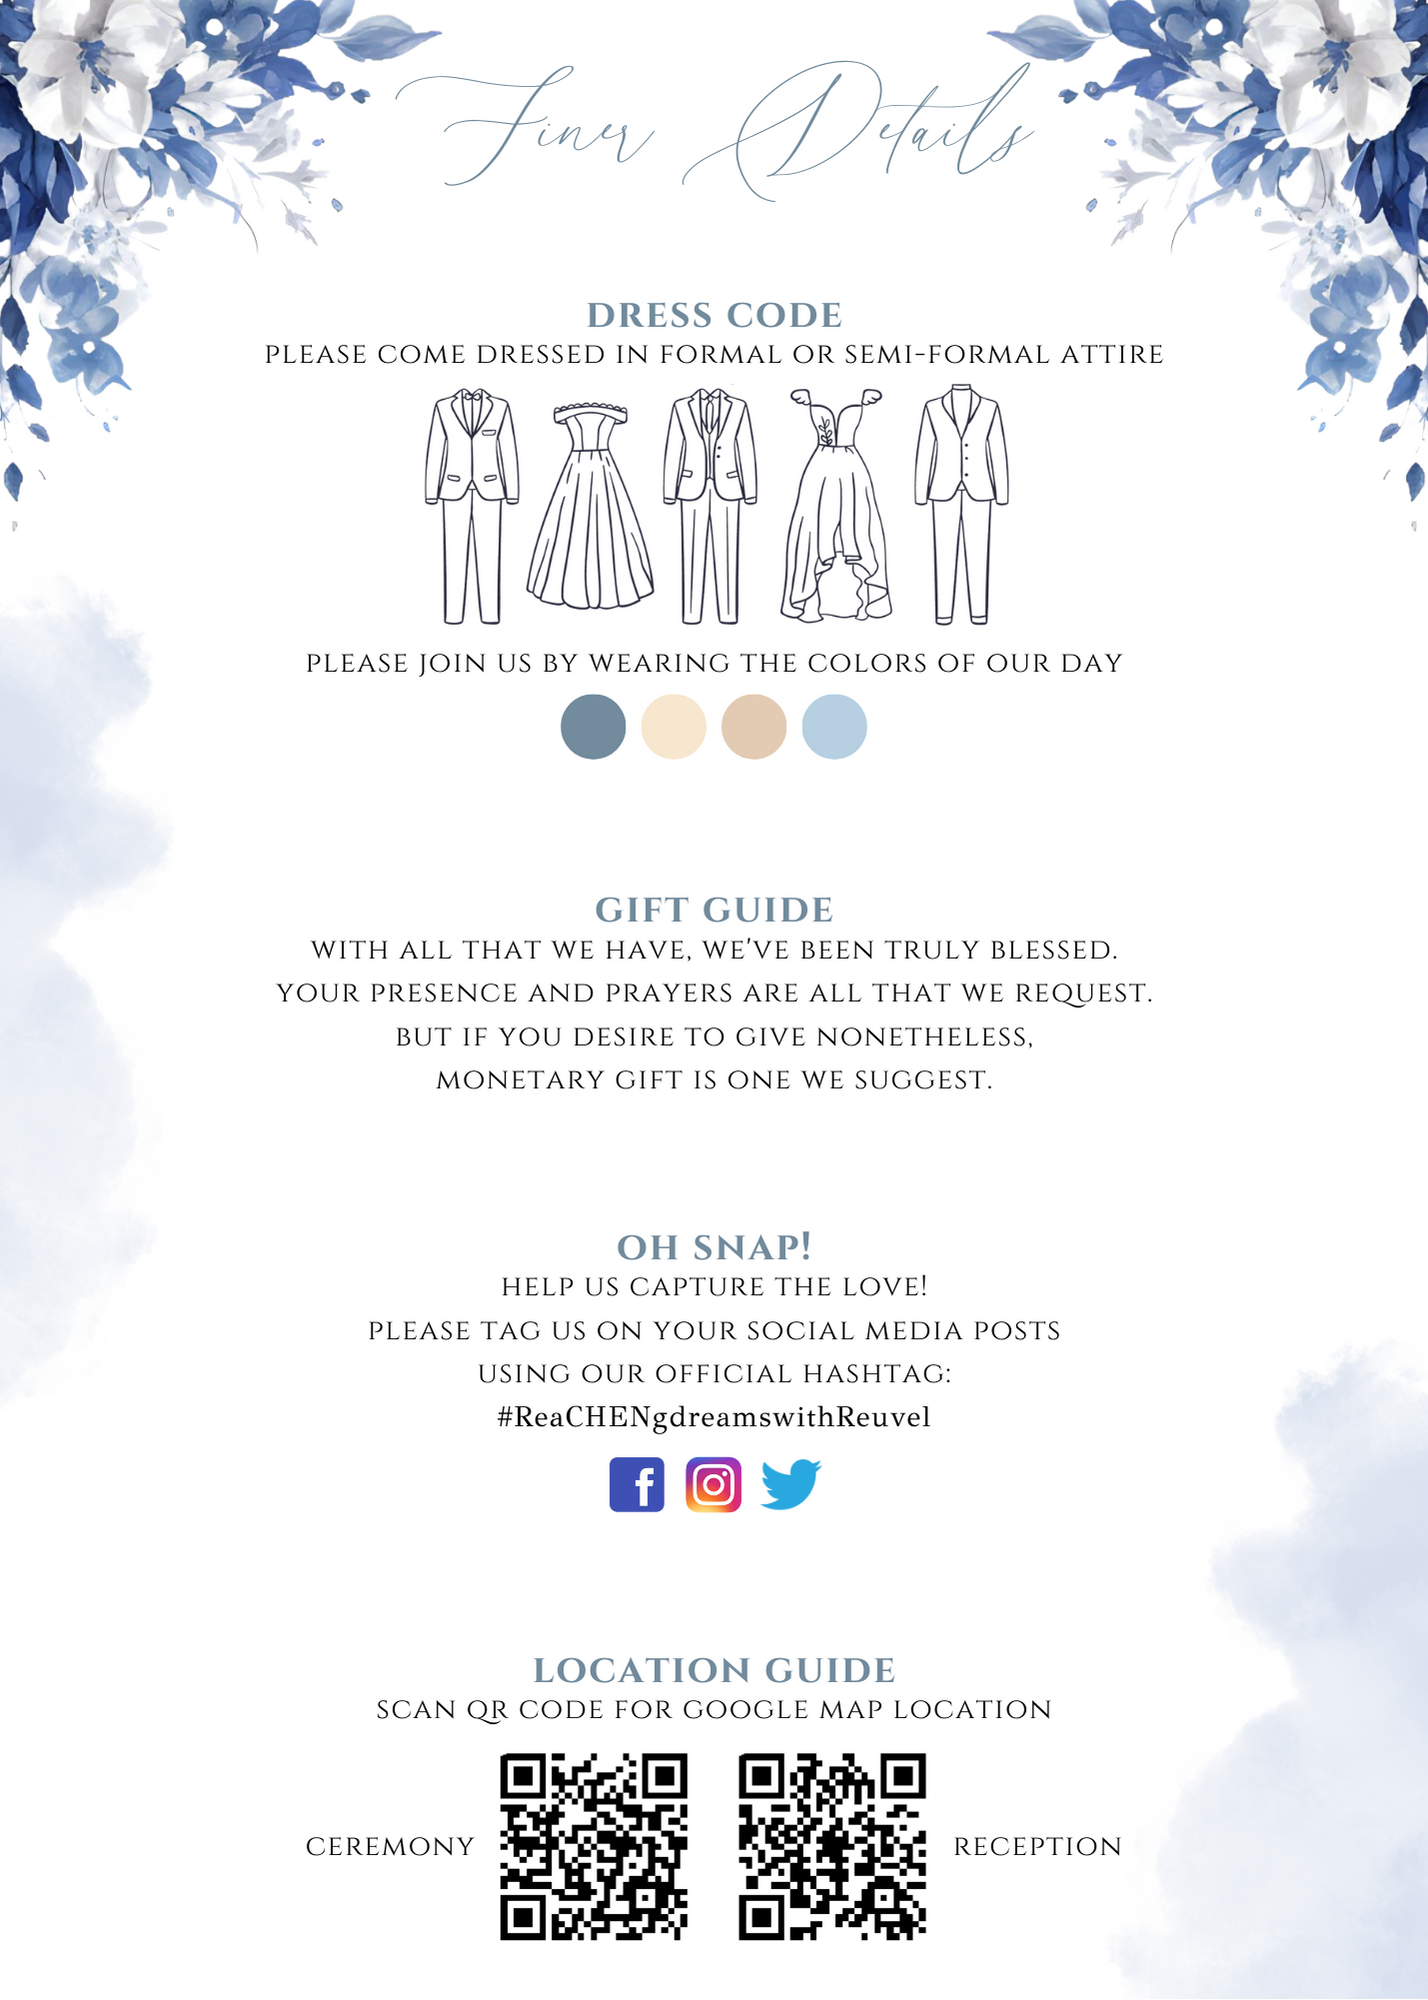 Finer Details
DRESS CODE
PLEASE COME DRESSED IN FORMAL OR SEMI-FORMAL ATTIRE
PLEASE JOIN US BY WEARING THE COLORS OF OUR DAY
GIFT GUIDE
WITH ALL THAT WE HAVE, WE'VE BEEN TRULY BLESSED.
YOUR PRESENCE AND PRAYERS ARE ALL THAT WE REQUEST.
BUT IF YOU DESIRE TO GIVE NONETHELESS,
MONETARY GIFT IS ONE WE SUGGEST.
OH SNAP!
HELP US CAPTURE THE LOVE!
PLEASE TAG US ON YOUR SOCIAL MEDIA POSTS
USING OUR OFFICIAL HASHTAG:
#ReaCHENgdreamswithReuvel
LOCATION GUIDE
SCAN QR CODE FOR GOOGLE MAP LOCATION
CEREMONY
RECEPTION